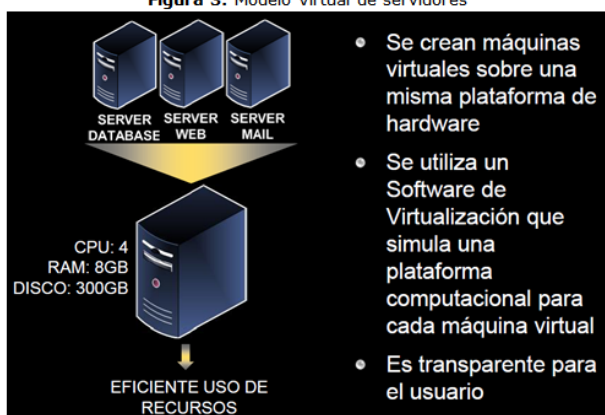 Figura 3. Modelo virtual de servidores
SERVER
DATABASE
SERVER
WEB
SERVER
MAIL
CPU: 4
RAM: 8GB
DISCO: 300GB
EFICIENTE USO DE
RECURSOS
Se crean máquinas
virtuales sobre una
misma plataforma de
hardware
Se utiliza un
Software de
Virtualización que
simula una
plataforma
computacional para
cada máquina virtual
Es transparente para
el usuario